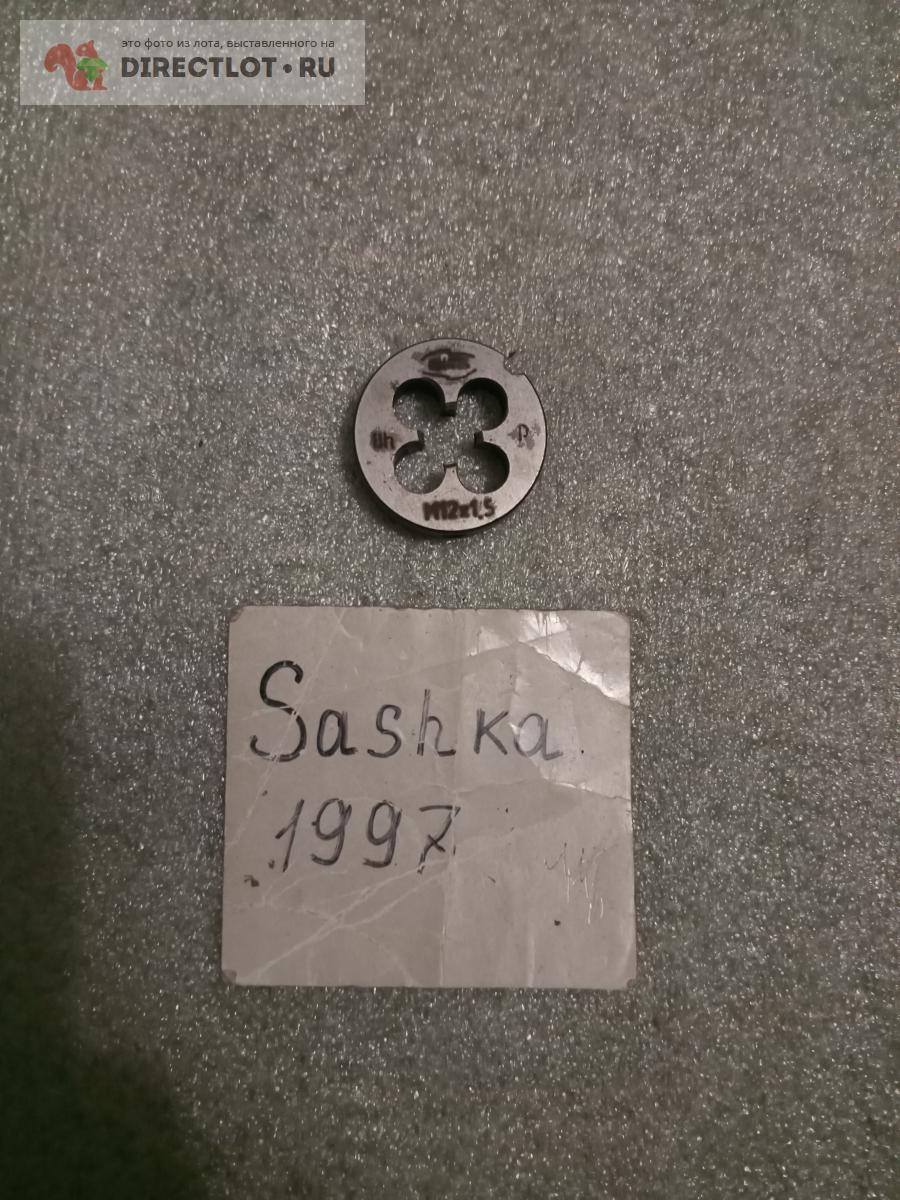 это фото из лота, выставленного на
DIRECTLOT • RU
6h
P
M12x1,5
Sashka
1997